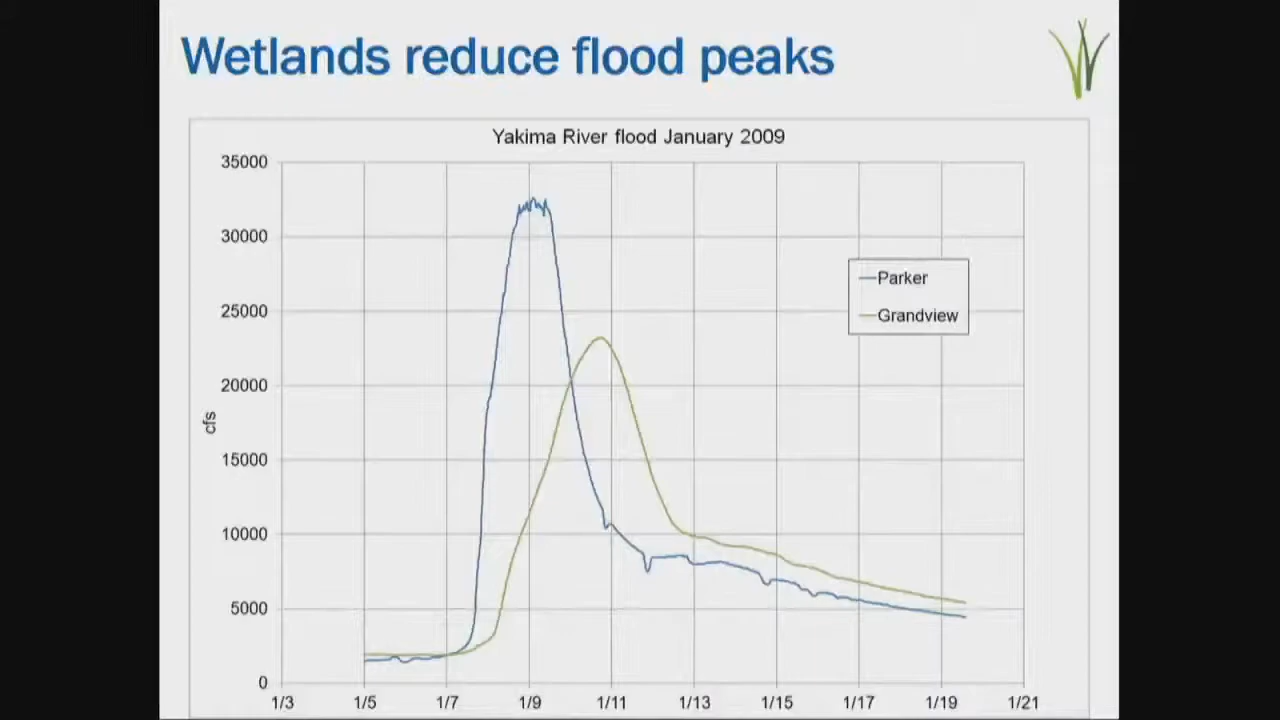 Wetlands reduce flood peaks
Yakima River flood January 2009
35000
30000
25000
20000
15000
10000
5000
0
cfs
Parker
Grandview
1/3 1/5 1/7 1/9 1/11 1/13 1/15 1/17 1/19 1/21